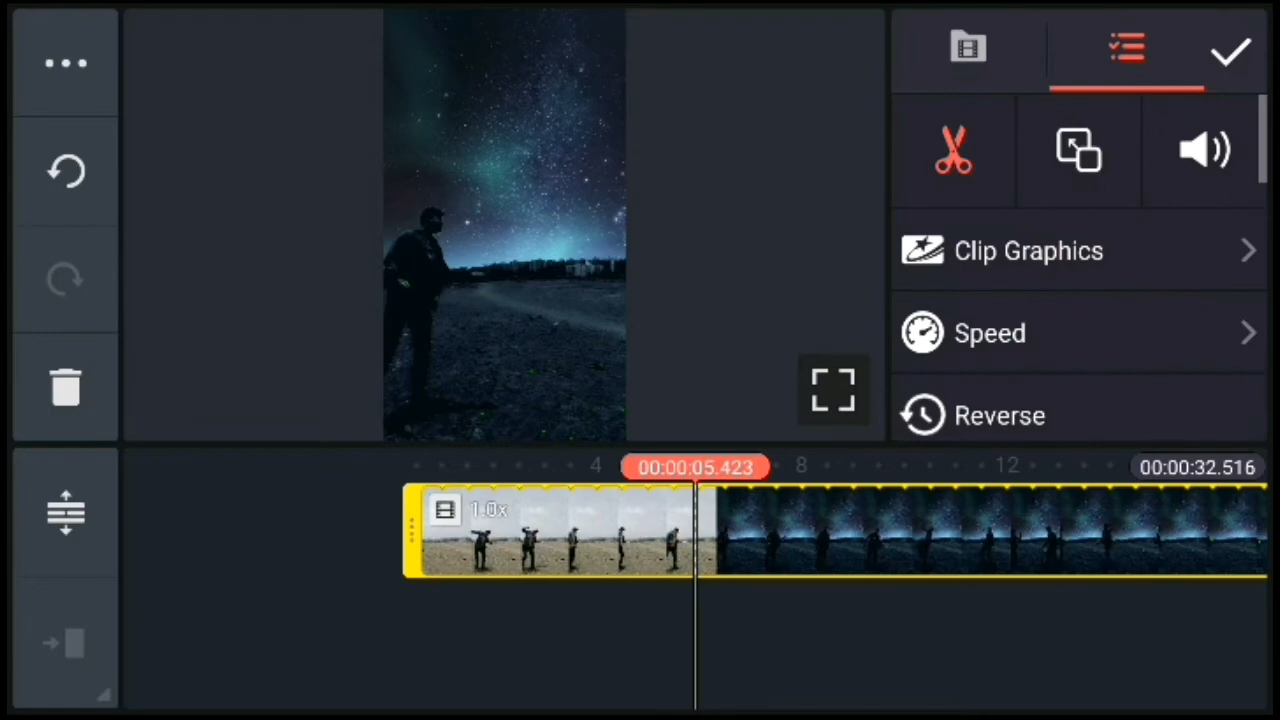 Clip Graphics
Speed
Reverse
4
00:00:05.423
8
12
00:00:32.516
1.0x